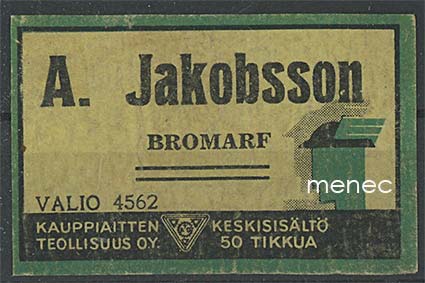 A. Jakobsson
BROMARF
menec
VALIO 4562
KAUPPIAITTEN
TEOLLISUUS OY.
KESKISISÄLTÖ
50 TIKKUA